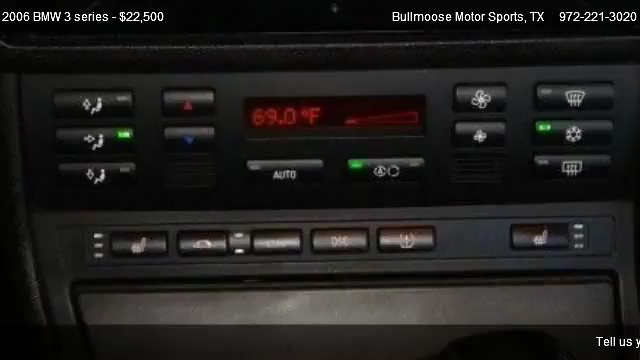 2006 BMW 3 series - $22,500
Bullmoose Motor Sports, TX 972-221-3020
69.0 °F
AUTO
A
DSC
Tell us y